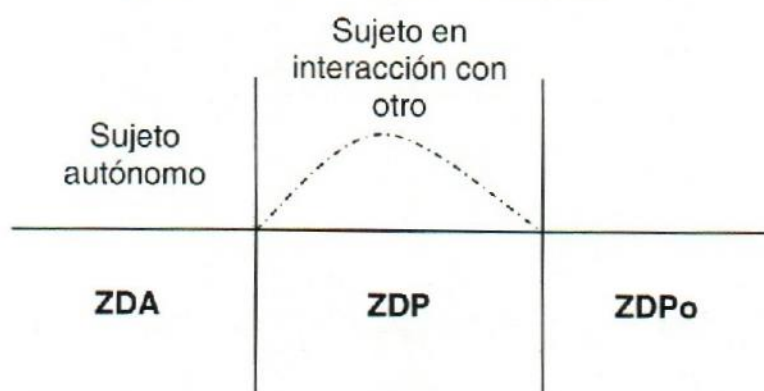 Sujeto en
interacción con
otro
Sujeto
autónomo
ZDA
ZDP
ZDPo